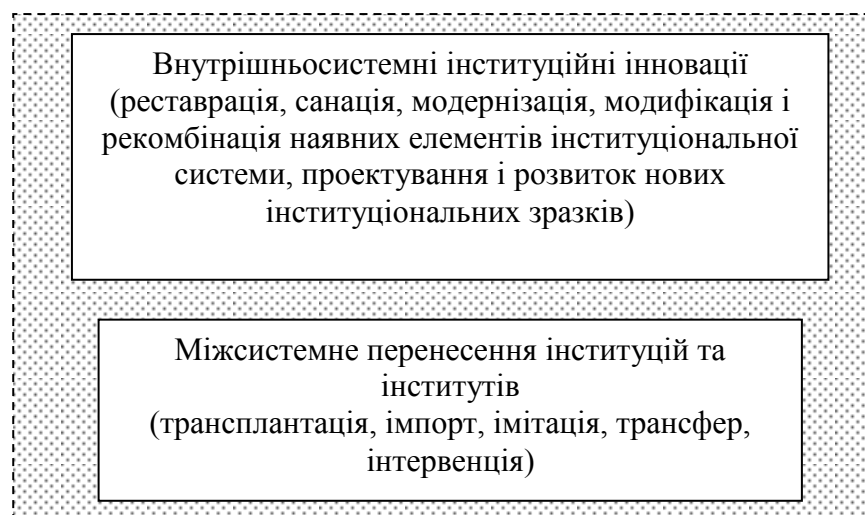 Внутрішньосистемні інституційні інновації
(реставрація, санація, модернізація, модифікація і
рекомбінація наявних елементів інституціональної
системи, проектування і розвиток нових
інституціональних зразків)
Міжсистемне перенесення інституцій та
інститутів
(трансплантація, імпорт, імітація, трансфер,
інтервенція)